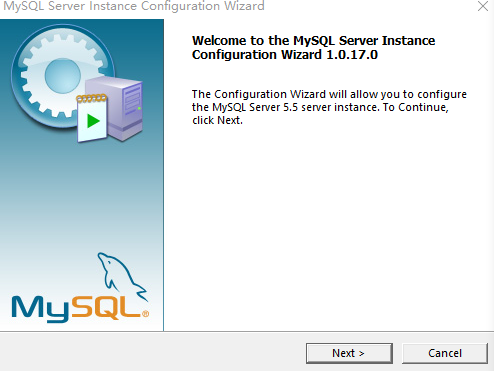 MySQL Server Instance Configuration Wizard
Welcome to the MySQL Server Instance
Configuration Wizard 1.0.17.0
The Configuration Wizard will allow you to configure
the MySQL Server 5.5 server instance. To Continue,
click Next.
MySQL®
Next >
Cancel